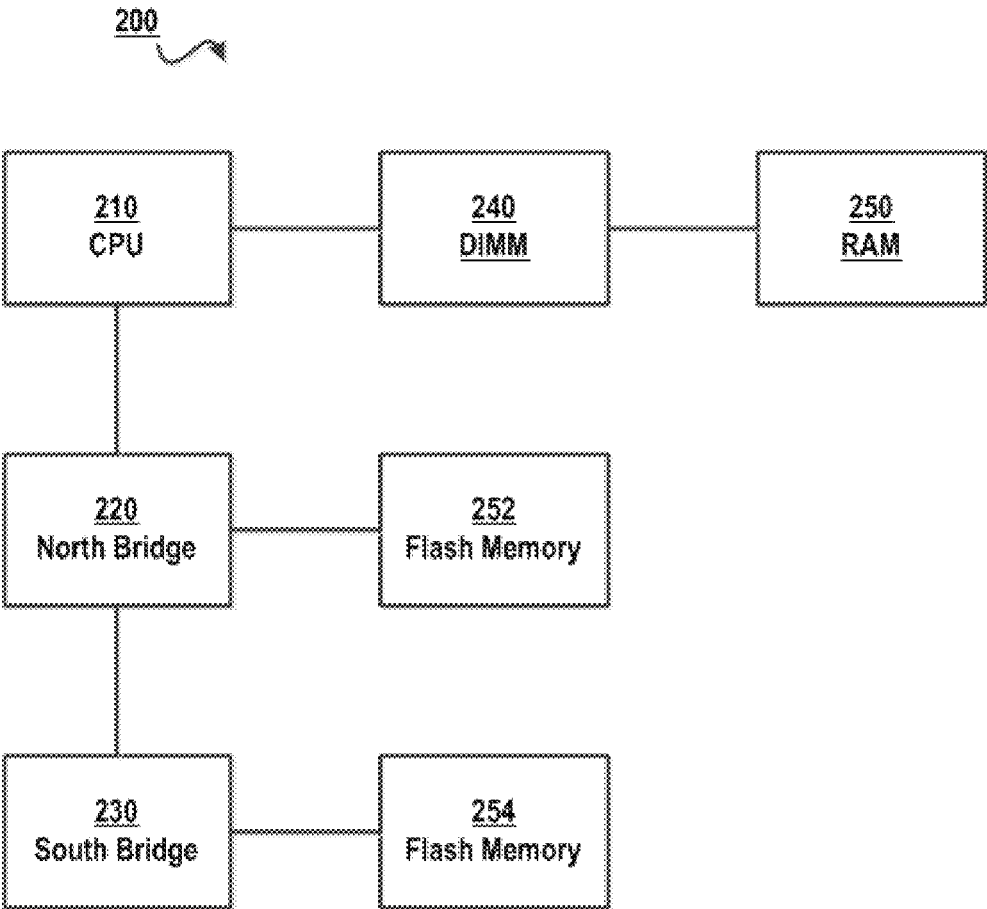 200
210
CPU
240
DIMM
250
RAM
220
North Bridge
252
Flash Memory
230
South Bridge
254
Flash Memory